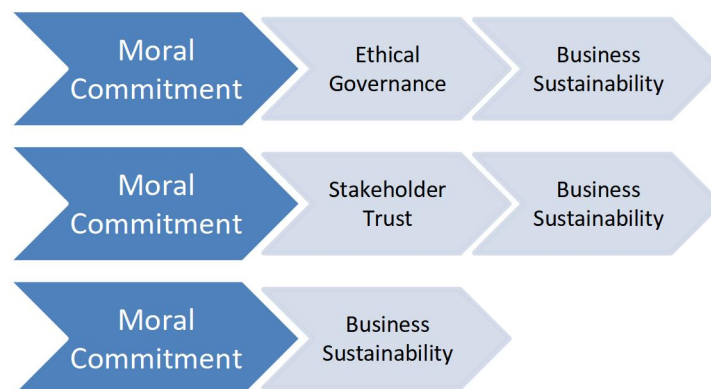 Moral
Commitment
Ethical
Governance
Business
Sustainability
Moral
Commitment
Stakeholder
Trust
Business
Sustainability
Moral
Commitment
Business
Sustainability